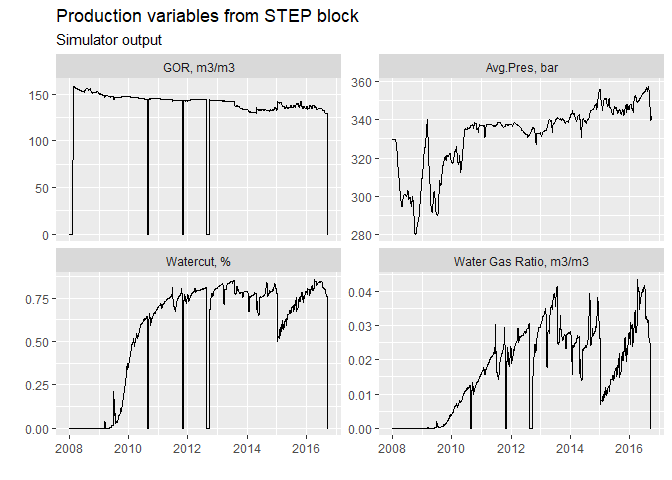 Production variables from STEP block
Simulator output
GOR, m3/m3
Avg.Pres, bar
150
100
50
0
360
340
320
300
280
Watercut, %
Water Gas Ratio, m3/m3
0.75
0.50
0.25
0.00
0.04
0.03
0.02
0.01
0.00
2008 2010 2012 2014 2016
2008 2010 2012 2014 2016